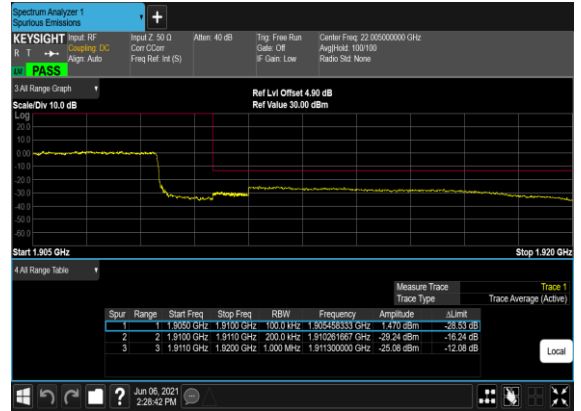 Spectrum Analyzer 1
Spurious Emissions
+
KEYSIGHT Input: RF Input Z: 50 Ω Atten: 40 dB Trig: Free Run Center Freq: 22.005000000 GHz
R T Coupling: DC Corr CCorr Gate: Off Avg|Hold: 100/100
Align: Auto Freq Ref: Int (S) IF Gain: Low Radio Std: None
LM PASS
3 All Range Graph
Ref Lvl Offset 4.90 dB
Scale/Div 10.0 dB Ref Value 30.00 dBm
Log
20.0
10.0
0.00
-10.0
-20.0
-30.0
-40.0
-50.0
-60.0
Start 1.905 GHz Stop 1.920 GHz
4 All Range Table
Measure Trace Trace 1
Trace Type Trace Average (Active)
Spur Range Start Freq Stop Freq RBW Frequency Amplitude ΔLimit
1 1 1.9050 GHz 1.9100 GHz 100.0 kHz 1.905458333 GHz 1.470 dBm -28.53 dB
2 2 1.9100 GHz 1.9110 GHz 200.0 kHz 1.910261667 GHz -29.24 dBm -16.24 dB
3 3 1.9110 GHz 1.9200 GHz 1.000 MHz 1.911300000 GHz -25.08 dBm -12.08 dB
Local
? Jun 06, 2021
2:28:42 PM